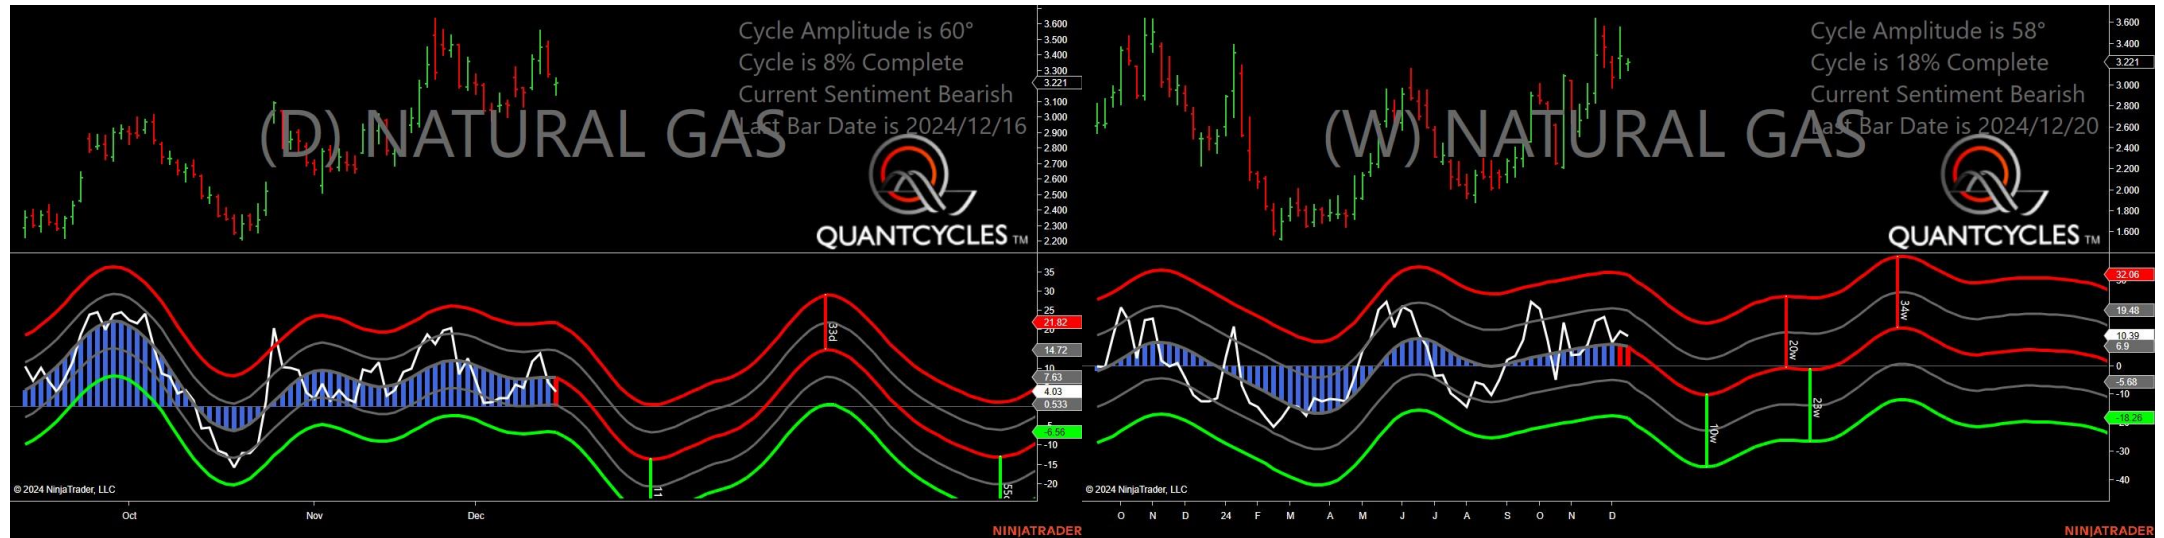 Cycle Amplitude is 60°
Cycle is 8% Complete
Current Sentiment Bearish
Last Bar Date is 2024/12/16
(D) NATURAL GAS
QUANTCYCLES TM
3.600
3.500
3.400
3.300
3.221
3.100
3.000
2.900
2.800
2.700
2.600
2.500
2.400
2.300
2.200
35
30
25
21.82
14.72
10
7.63
4.03
0.533
-6.56
-10
-15
-20
33d
11
© 2024 NinjaTrader, LLC
Oct Nov Dec
NINJATRADER
Cycle Amplitude is 58°
Cycle is 18% Complete
Current Sentiment Bearish
Last Bar Date is 2024/12/20
(W) NATURAL GAS
QUANTCYCLES TM
3.600
3.400
3.221
3.000
2.800
2.600
2.400
2.200
2.000
1.800
1.600
32.06
19.48
10.39
6.9
0
-5.68
-10
-18.26
-30
-40
10w
20w
23w
34w
© 2024 NinjaTrader, LLC
O N D 24 F M A M J J A S O N D
NINJATRADER